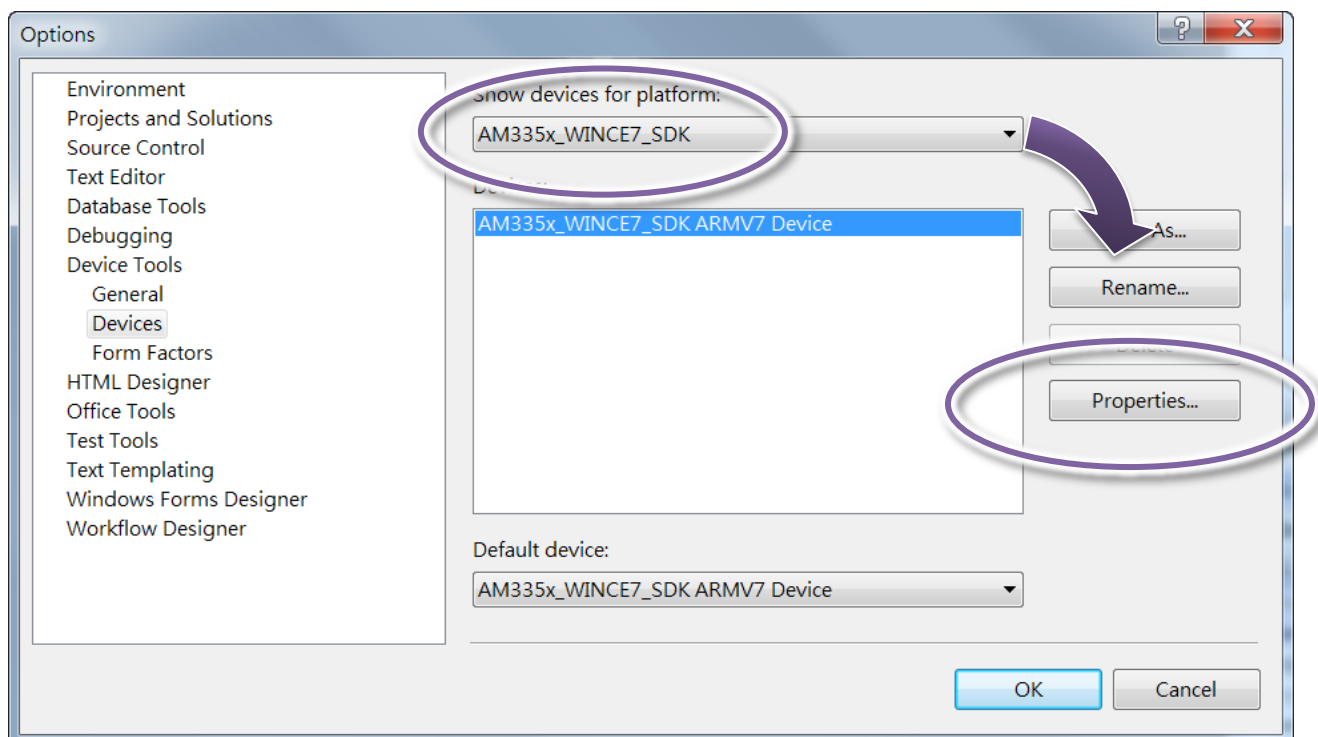 Options
Environment
Projects and Solutions
Source Control
Text Editor
Database Tools
Debugging
Device Tools
General
Devices
Form Factors
HTML Designer
Office Tools
Test Tools
Text Templating
Windows Forms Designer
Workflow Designer
Show devices for platform:
AM335x_WINCE7_SDK
AM335x_WINCE7_SDK ARMV7 Device
As...
Rename...
Delete
Properties...
Default device:
AM335x_WINCE7_SDK ARMV7 Device
OK
Cancel